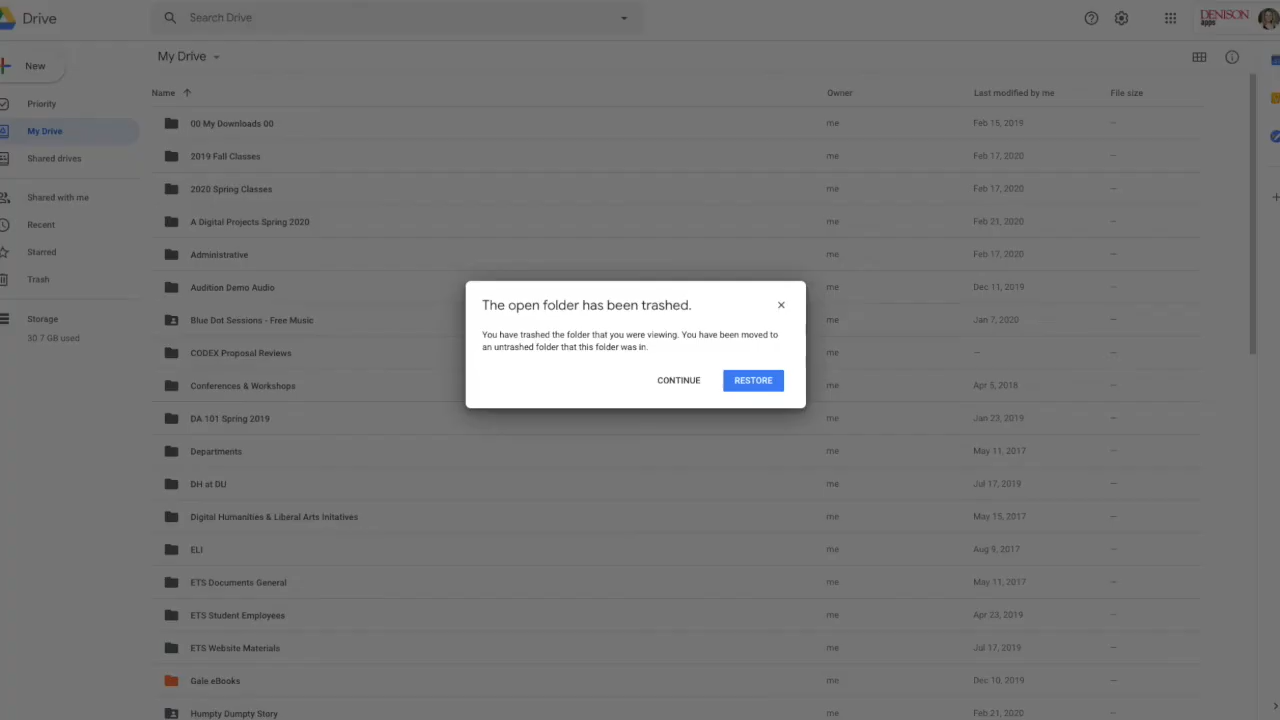 Drive
Search Drive
DENISON
apps
New
My Drive
Name
Owner
Last modified by me
File size
Priority
My Drive
Shared drives
Shared with me
Recent
Starred
Trash
Storage
30.7 GB used
00 My Downloads 00 me Feb 15, 2019 —
2019 Fall Classes me Feb 17, 2020 —
2020 Spring Classes me Feb 17, 2020 —
A Digital Projects Spring 2020 me Feb 23, 2020 —
Administrative me Feb 17, 2020 —
Audition Demo Audio me Dec 11, 2019 —
Blue Dot Sessions - Free Music me Jan 7, 2020 —
CODEX Proposal Reviews me — —
Conferences & Workshops me Apr 5, 2018 —
DA 101 Spring 2019 me Jan 23, 2019 —
Departments me May 11, 2017 —
DH at DU me Jul 17, 2019 —
Digital Humanities & Liberal Arts Initatives me May 15, 2017 —
ELI me Aug 9, 2017 —
ETS Documents General me May 11, 2017 —
ETS Student Employees me Apr 23, 2019 —
ETS Website Materials me Jul 17, 2019 —
Gale eBooks me Dec 10, 2019 —
Humpty Dumpty Story me Feb 21, 2020 —
The open folder has been trashed.
You have trashed the folder that you were viewing. You have been moved to
an untrashed folder that this folder was in.
CONTINUE
RESTORE